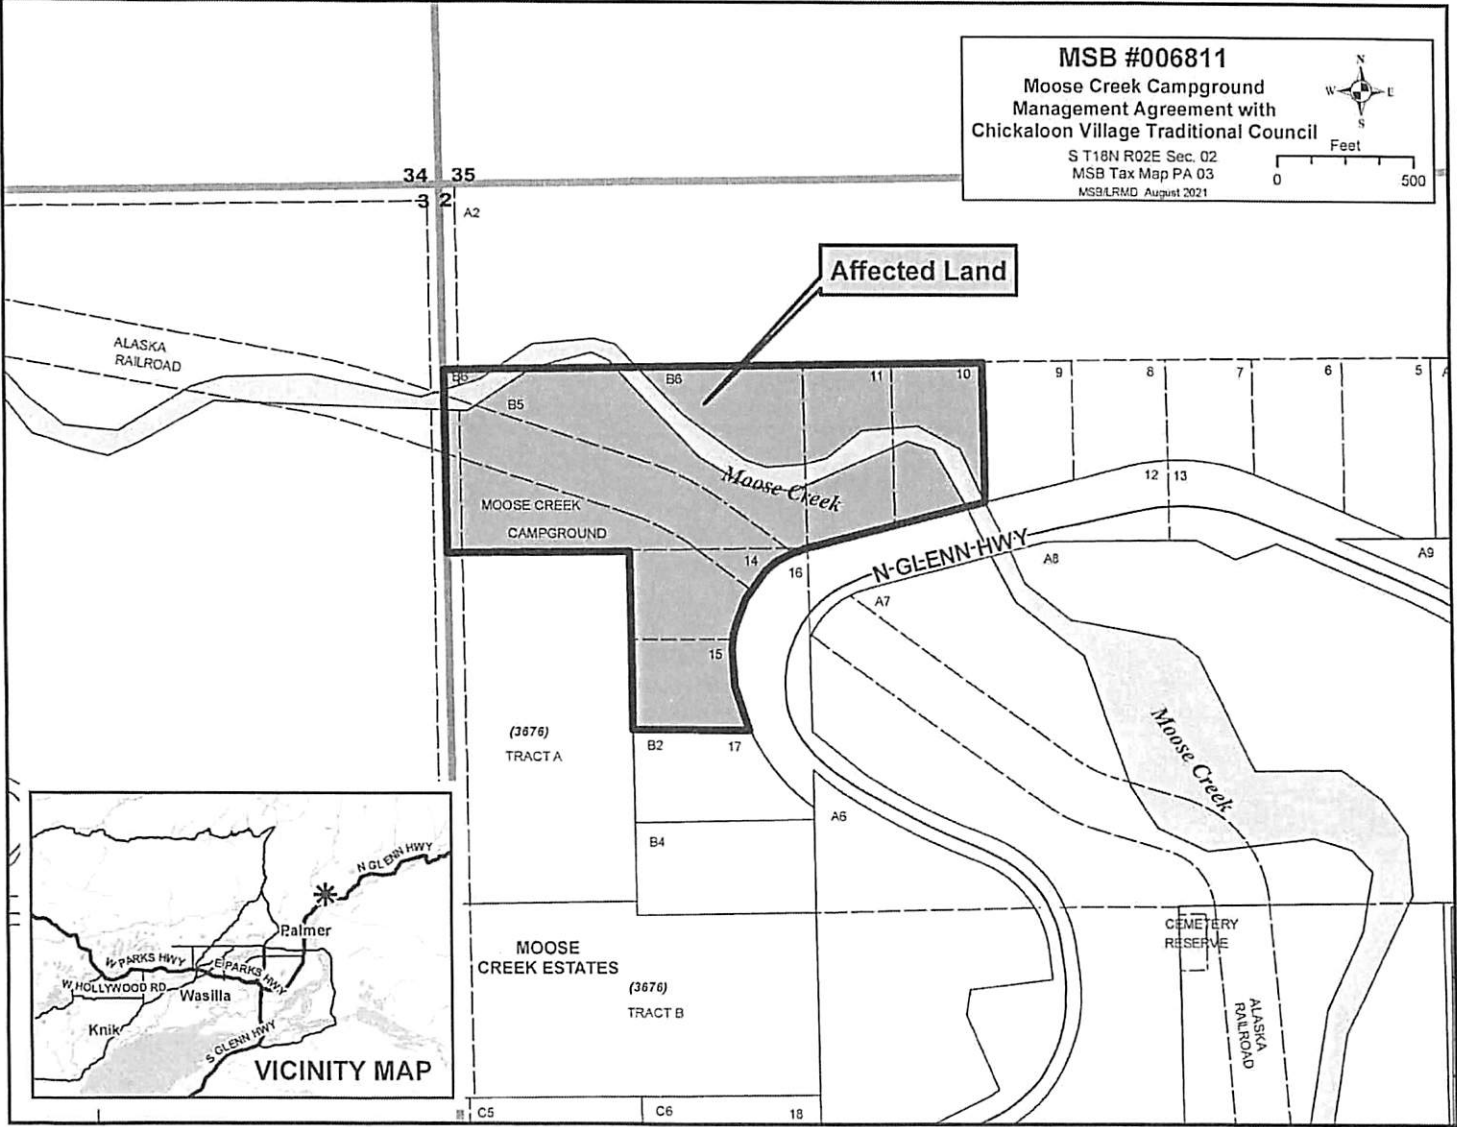 MSB #006811
Moose Creek Campground
Management Agreement with
Chickaloon Village Traditional Council
S T18N R02E Sec. 02
MSB Tax Map PA 03
MSB/LRMD August 2021
N
W E
S
Feet
0 500
34 35
3 2
A2
Affected Land
ALASKA
RAILROAD
B6
B5
B6
11
10
9
8
7
6
5
A
Moose Creek
12 13
MOOSE CREEK
CAMPGROUND
14
16
N GLENN HWY
A8
A9
A7
15
(3676)
TRACT A
B2
17
Moose Creek
A6
B4
MOOSE
CREEK ESTATES
(3676)
TRACT B
CEMETERY
RESERVE
ALASKA
RAILROAD
C5
C6
18
N GLENN HWY
Palmer
W PARKS HWY
E PARKS HWY
W HOLLYWOOD RD
Wasilla
Knik
S GLENN HWY
VICINITY MAP